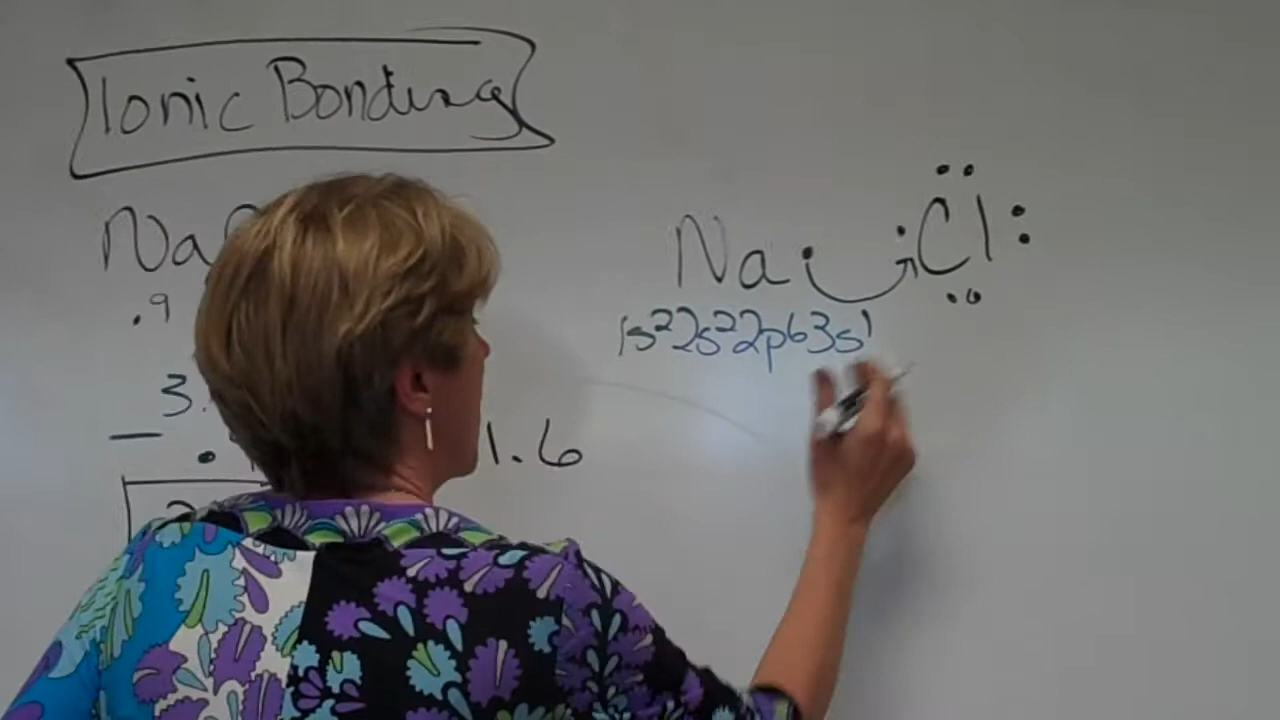 Ionic Bonding
Na
.9
3.
- .
1.6
Na Cl
1s²2s²2p⁶3s¹